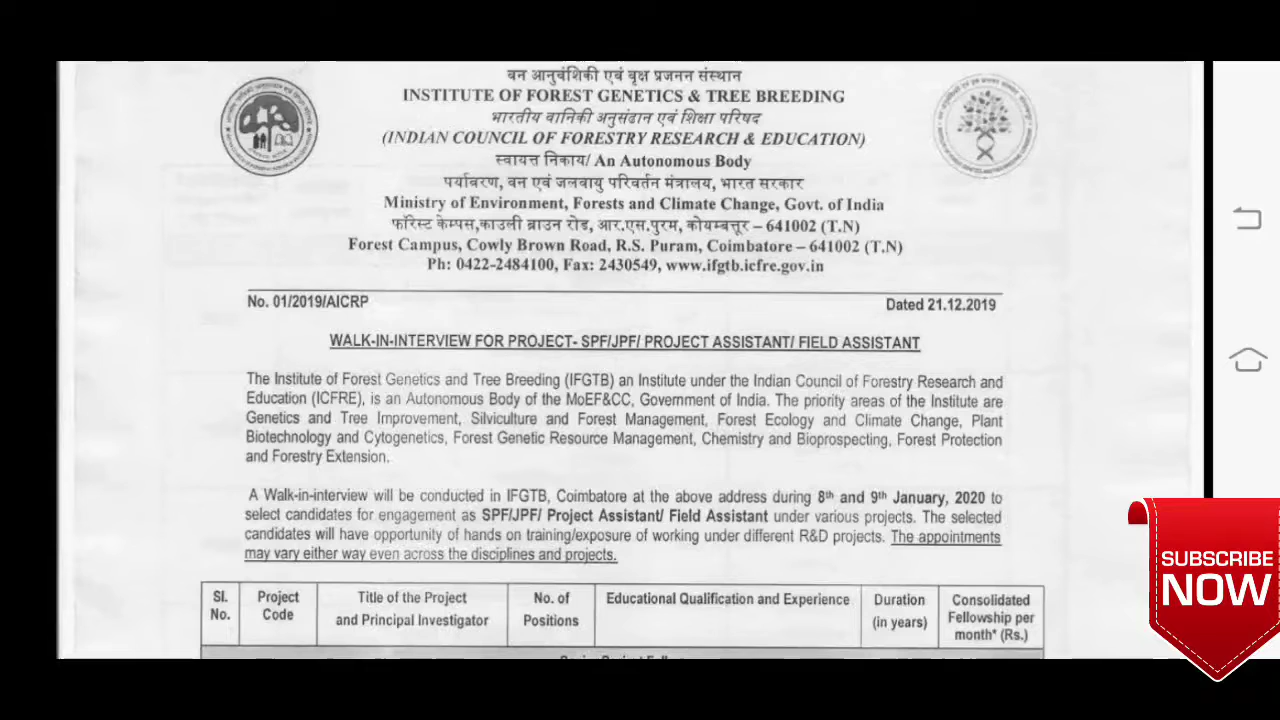 वन आनुवंशिकी एवं वृक्ष प्रजनन संस्थान
INSTITUTE OF FOREST GENETICS & TREE BREEDING
भारतीय वानिकी अनुसंधान एवं शिक्षा परिषद
(INDIAN COUNCIL OF FORESTRY RESEARCH & EDUCATION)
स्वायत्त निकाय/ An Autonomous Body
पर्यावरण, वन एवं जलवायु परिवर्तन मंत्रालय, भारत सरकार
Ministry of Environment, Forests and Climate Change, Govt. of India
फॉरेस्ट केम्पस,काउली ब्राउन रोड, आर.एस.पुरम, कोयम्बत्तूर – 641002 (T.N)
Forest Campus, Cowly Brown Road, R.S. Puram, Coimbatore – 641002 (T.N)
Ph: 0422-2484100, Fax: 2430549, www.ifgtb.icfre.gov.in
No. 01/2019/AICRP Dated 21.12.2019
WALK-IN-INTERVIEW FOR PROJECT- SPF/JPF/ PROJECT ASSISTANT/ FIELD ASSISTANT
The Institute of Forest Genetics and Tree Breeding (IFGTB) an Institute under the Indian Council of Forestry Research and
Education (ICFRE), is an Autonomous Body of the MoEF&CC, Government of India. The priority areas of the Institute are
Genetics and Tree Improvement, Silviculture and Forest Management, Forest Ecology and Climate Change, Plant
Biotechnology and Cytogenetics, Forest Genetic Resource Management, Chemistry and Bioprospecting, Forest Protection
and Forestry Extension.
A Walk-in-interview will be conducted in IFGTB, Coimbatore at the above address during 8th and 9th January, 2020 to
select candidates for engagement as SPF/JPF/ Project Assistant/ Field Assistant under various projects. The selected
candidates will have opportunity of hands on training/exposure of working under different R&D projects. The appointments
may vary either way even across the disciplines and projects.
Sl. No.
Project Code
Title of the Project and Principal Investigator
No. of Positions
Educational Qualification and Experience
Duration (in years)
Consolidated Fellowship per month* (Rs.)
SUBSCRIBE
NOW